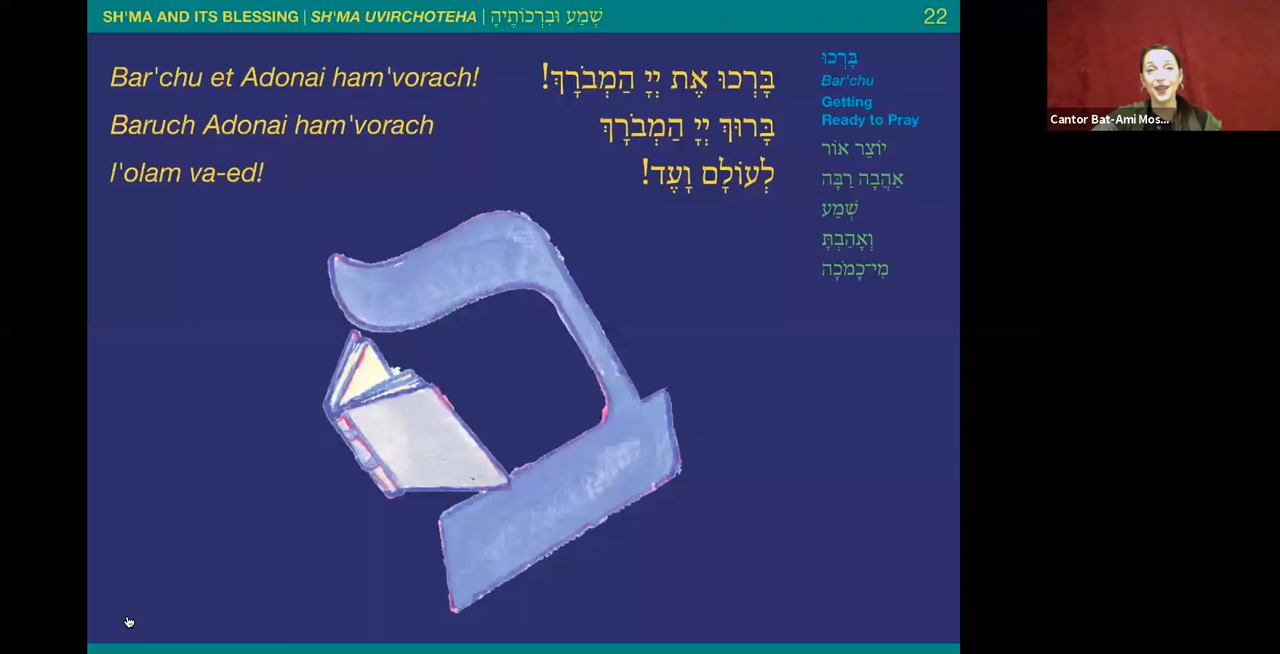 SH'MA AND ITS BLESSING | SH'MA UVIRCHOTEHA | שְׁמַע וּבִרְכוֹתֶיהָ
22
Bar'chu et Adonai ham'vorach!
Baruch Adonai ham'vorach
l'olam va-ed!
בָּרְכוּ אֶת יְיָ הַמְבֹרָךְ!
בָּרוּךְ יְיָ הַמְבֹרָךְ
לְעוֹלָם וָעֶד!
בָּרְכוּ
Bar'chu
Getting
Ready to Pray
יוֹצֵר אוֹר
אַהֲבָה רַבָּה
שְׁמַע
וְאָהַבְתָּ
מִי־כָמֹכָה
Cantor Bat-Ami Mos...